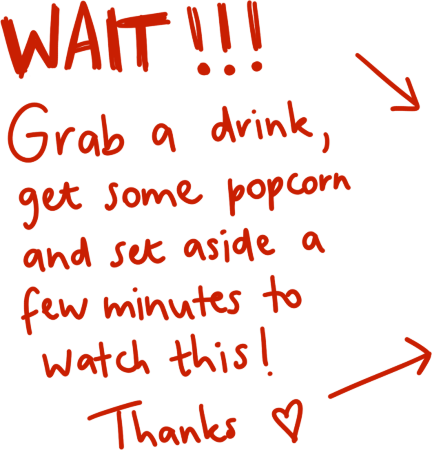 WAIT!!!
Grab a drink,
get some popcorn
and set aside a
few minutes to
watch this!
Thanks ♡